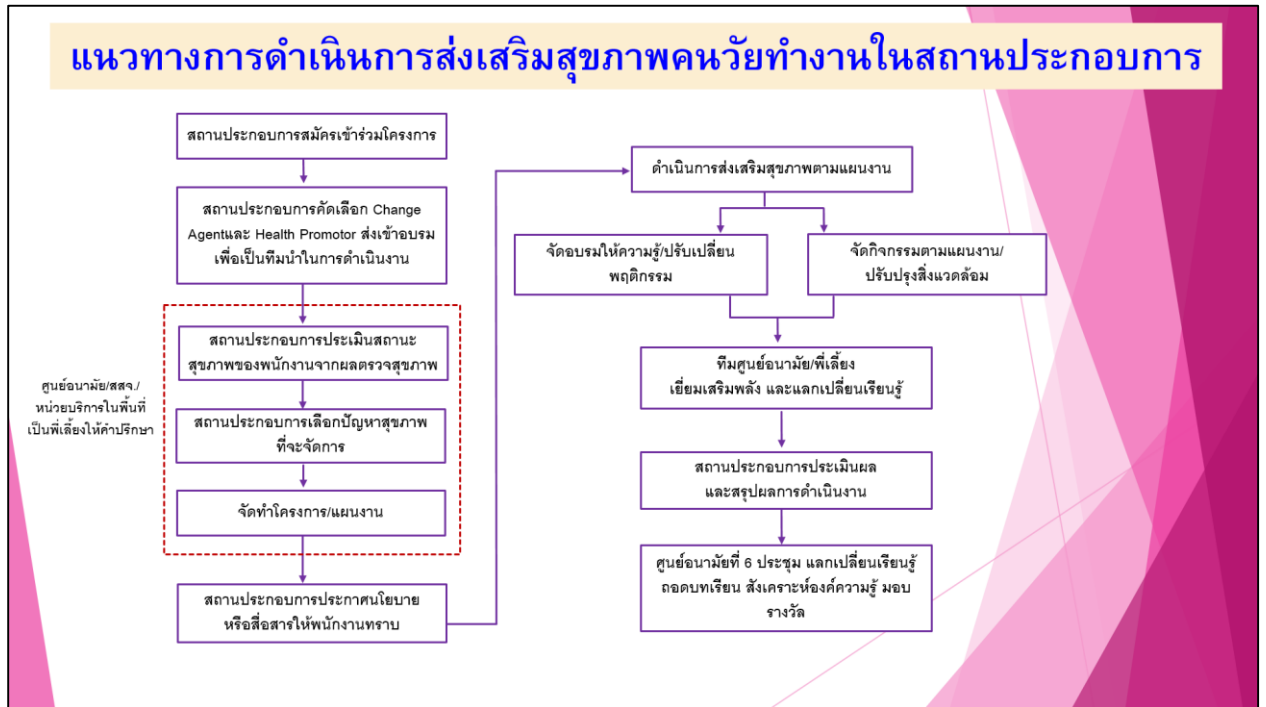 แนวทางการดำเนินการส่งเสริมสุขภาพคนวัยทำงานในสถานประกอบการ
สถานประกอบการสมัครเข้าร่วมโครงการ
สถานประกอบการคัดเลือก Change
Agentและ Health Promotor ส่งเข้าอบรม
เพื่อเป็นทีมนำในการดำเนินงาน
สถานประกอบการประเมินสถานะ
สุขภาพของพนักงานจากผลตรวจสุขภาพ
ศูนย์อนามัย/สสจ./
หน่วยบริการในพื้นที่
เป็นพี่เลี้ยงให้คำปรึกษา
สถานประกอบการเลือกปัญหาสุขภาพ
ที่จะจัดการ
จัดทำโครงการ/แผนงาน
สถานประกอบการประกาศนโยบาย
หรือสื่อสารให้พนักงานทราบ
ดำเนินการส่งเสริมสุขภาพตามแผนงาน
จัดอบรมให้ความรู้/ปรับเปลี่ยน
พฤติกรรม
จัดกิจกรรมตามแผนงาน/
ปรับปรุงสิ่งแวดล้อม
ทีมศูนย์อนามัย/พี่เลี้ยง
เยี่ยมเสริมพลัง และแลกเปลี่ยนเรียนรู้
สถานประกอบการประเมินผล
และสรุปผลการดำเนินงาน
ศูนย์อนามัยที่ 6 ประชุม แลกเปลี่ยนเรียนรู้
ถอดบทเรียน สังเคราะห์องค์ความรู้ มอบ
รางวัล